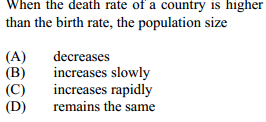 When the death rate of a country is higher
than the birth rate, the population size
(A) decreases
(B) increases slowly
(C) increases rapidly
(D) remains the same